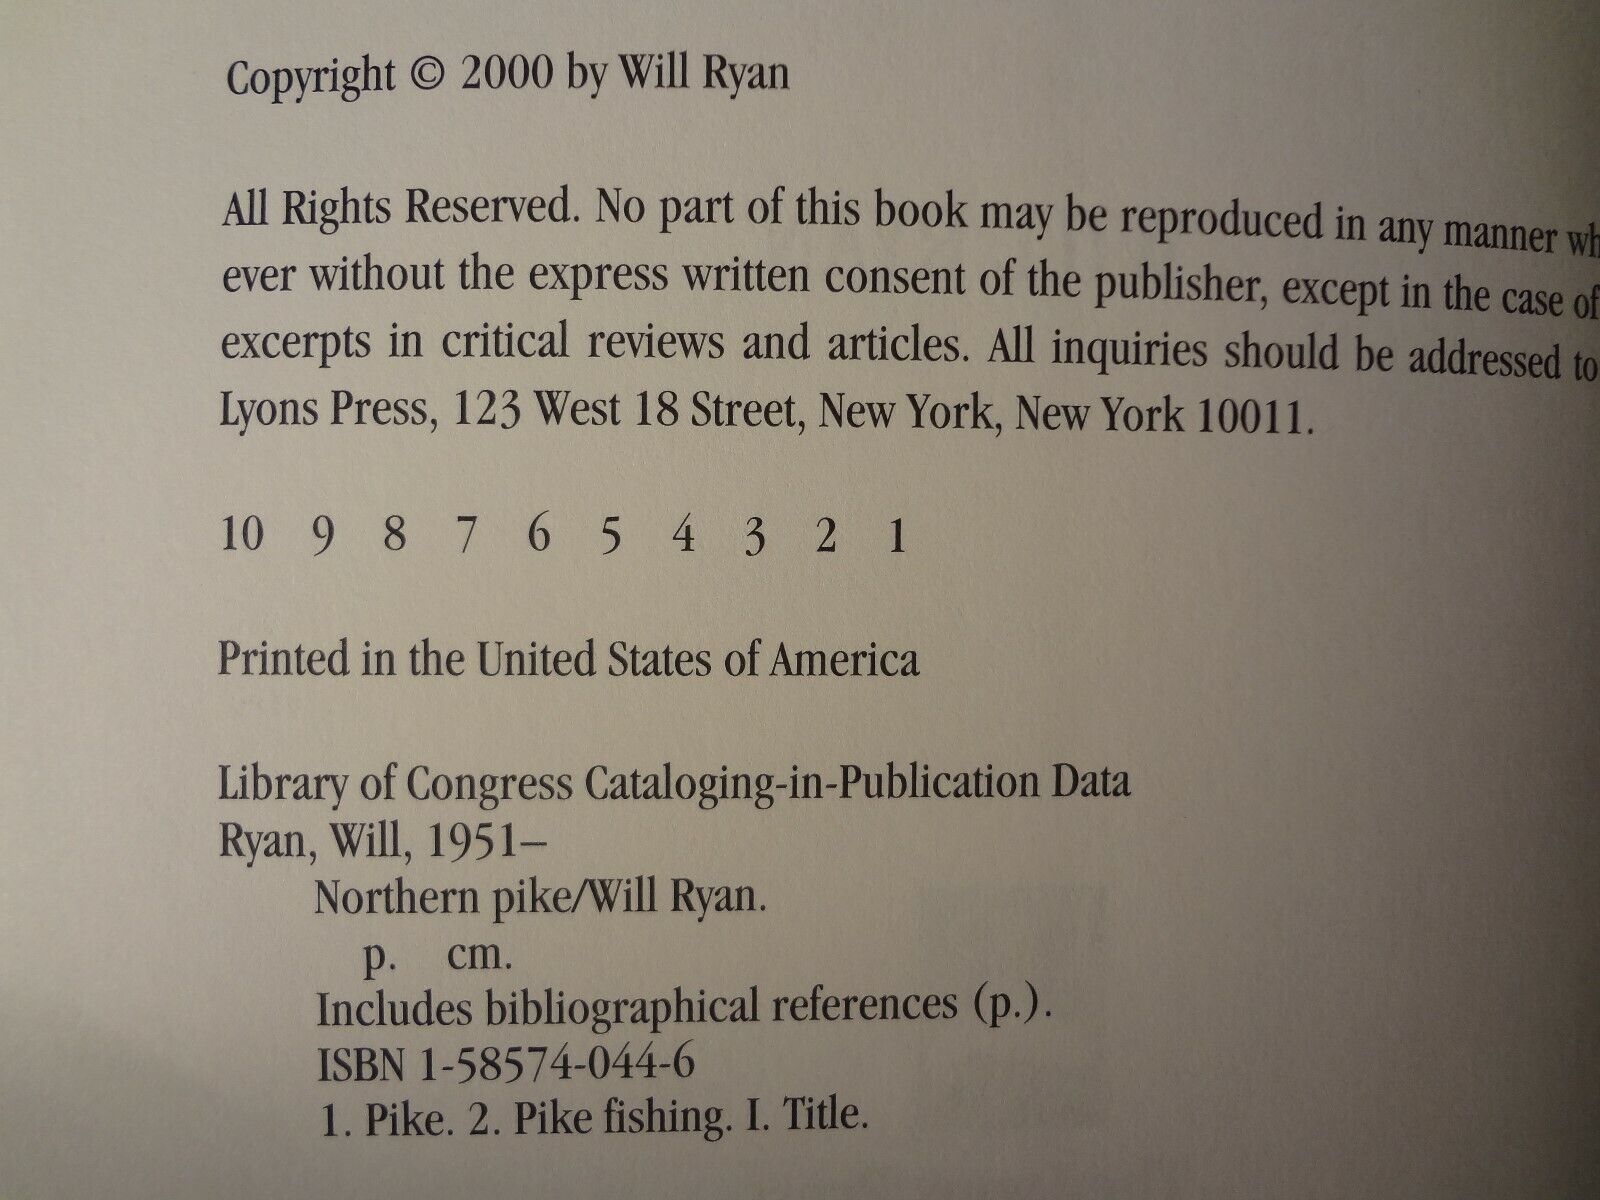 Copyright © 2000 by Will Ryan
All Rights Reserved. No part of this book may be reproduced in any manner wh
ever without the express written consent of the publisher, except in the case of
excerpts in critical reviews and articles. All inquiries should be addressed to
Lyons Press, 123 West 18 Street, New York, New York 10011.
10 9 8 7 6 5 4 3 2 1
Printed in the United States of America
Library of Congress Cataloging-in-Publication Data
Ryan, Will, 1951–
Northern pike/Will Ryan.
p. cm.
Includes bibliographical references (p.).
ISBN 1-58574-044-6
1. Pike. 2. Pike fishing. I. Title.